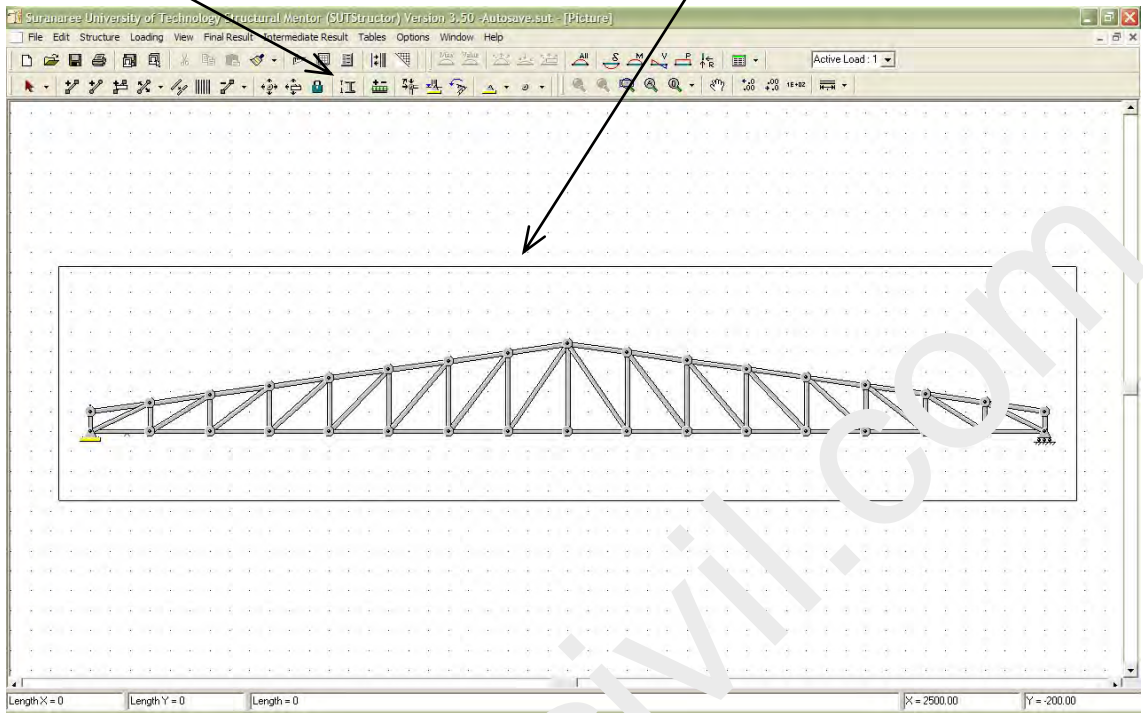 Suranaree University of Technology Structural Mentor (SUTStructor) Version 3.50 -Autosave.sut - [Picture]
File Edit Structure Loading View Final Result Intermediate Result Tables Options Window Help
Active Load : 1
Length X = 0 Length Y = 0 Length = 0 X = 2500.00 Y = -200.00
civil.com